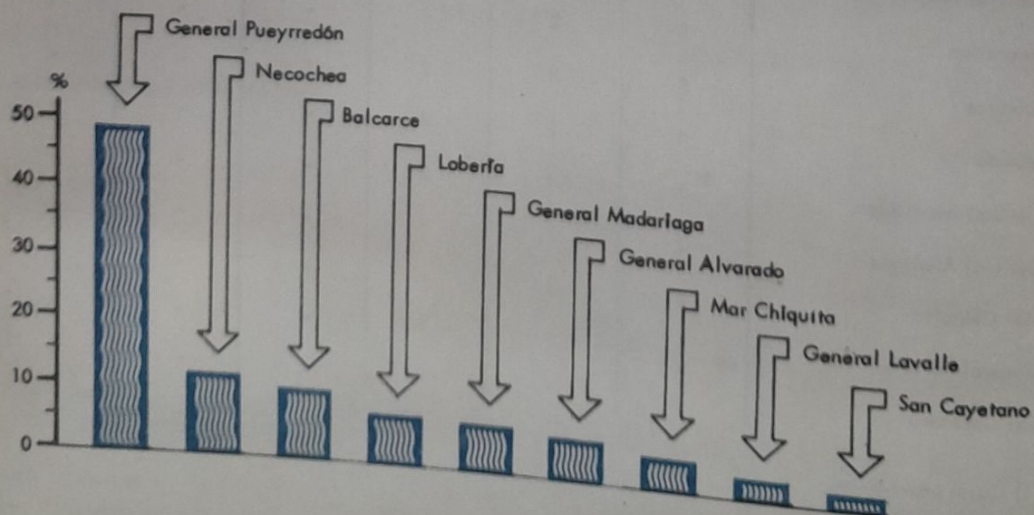 General Pueyrredón
Necochea
%
Balcarce
50
Lobería
40
General Madariaga
30
General Alvarado
20
Mar Chiquita
General Lavalle
10
San Cayetano
0